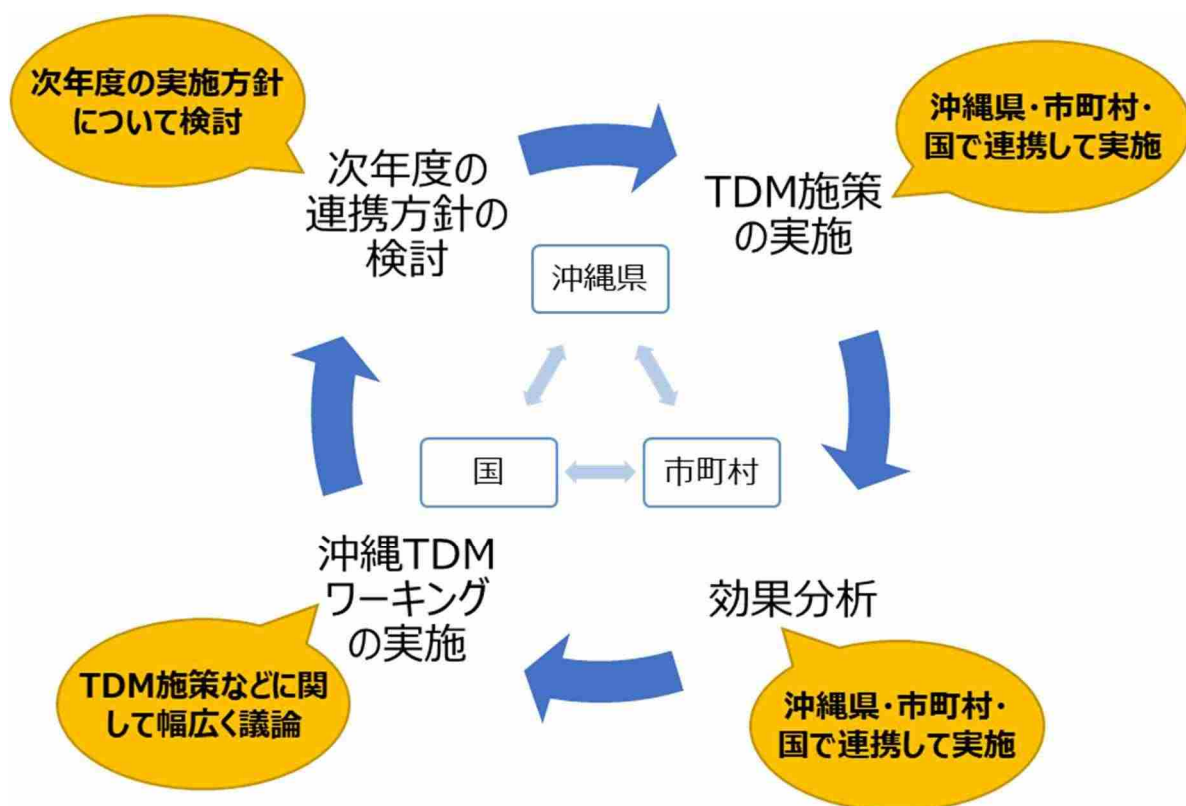 次年度の実施方針
について検討
次年度の
連携方針の
検討
沖縄県・市町村・
国で連携して実施
TDM施策
の実施
沖縄県
国
市町村
沖縄TDM
ワーキング
の実施
TDM施策などに関
して幅広く議論
効果分析
沖縄県・市町村・
国で連携して実施